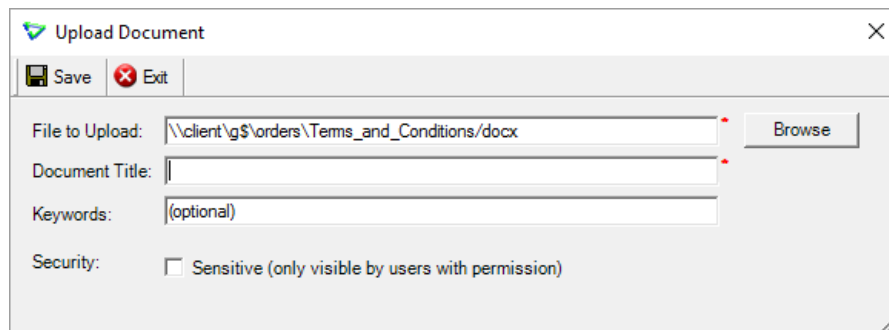 Upload Document
Save Exit
File to Upload: \\client\g$\orders\Terms_and_Conditions/docx * Browse
Document Title: *
Keywords: (optional)
Security: Sensitive (only visible by users with permission)